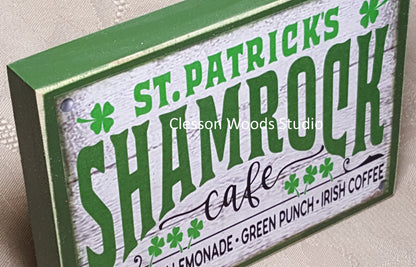 ST. PATRICK'S
SHAMROCK
Clesson Woods Studio
cafe
LEMONADE • GREEN PUNCH • IRISH COFFEE